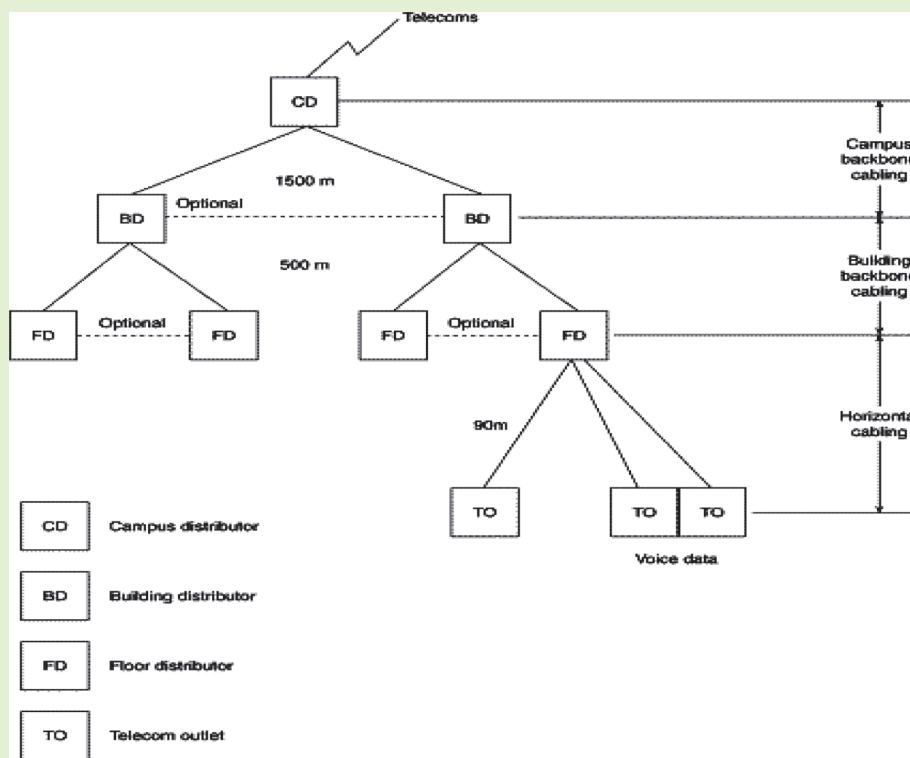 Telecoms
CD
Campus
backbone
cabling
1500 m
BD
Optional
BD
Building
backbone
cabling
500 m
FD
Optional
FD
FD
Optional
FD
Horizonta
cabling
90m
TO
TO
TO
Voice data
CD
Campus distributor
BD
Building distributor
FD
Floor distributor
TO
Telecom outlet